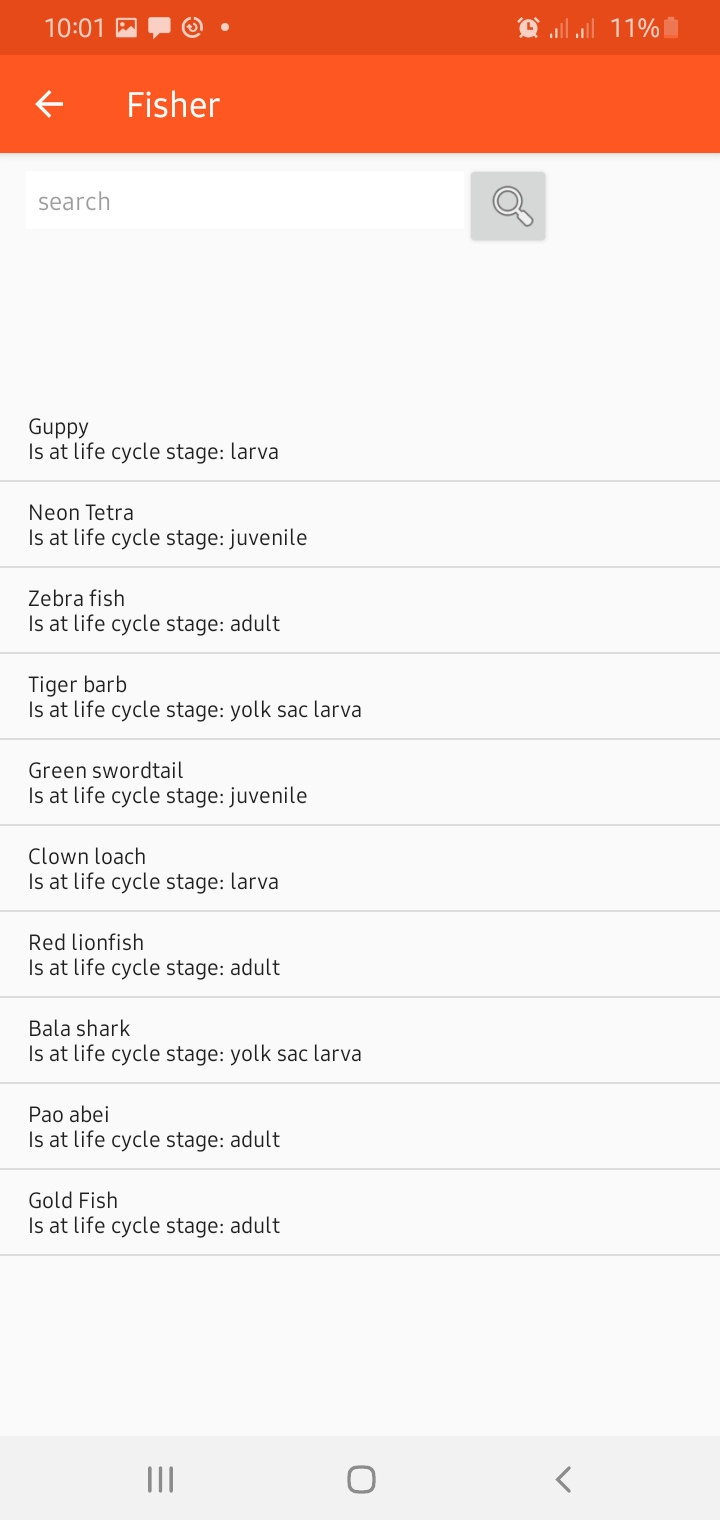 10:01 11%
Fisher
search
Guppy
Is at life cycle stage: larva
Neon Tetra
Is at life cycle stage: juvenile
Zebra fish
Is at life cycle stage: adult
Tiger barb
Is at life cycle stage: yolk sac larva
Green swordtail
Is at life cycle stage: juvenile
Clown loach
Is at life cycle stage: larva
Red lionfish
Is at life cycle stage: adult
Bala shark
Is at life cycle stage: yolk sac larva
Pao abei
Is at life cycle stage: adult
Gold Fish
Is at life cycle stage: adult